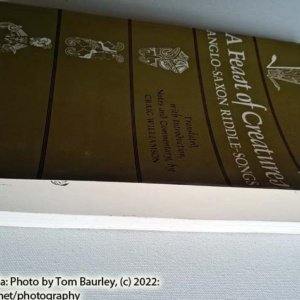 A Feast of Creatures
ANGLO-SAXON RIDDLE-SONGS
Translated
with Introduction,
Notes and Commentary by
CRAIG WILLIAMSON
a: Photo by Tom Baurley, (c) 2022:
net/photography